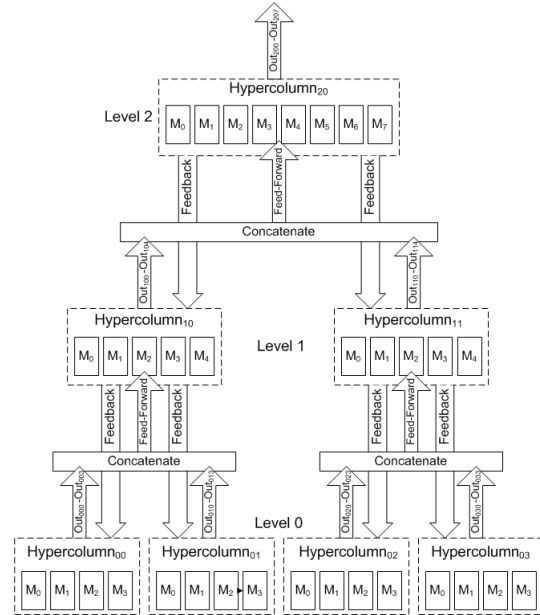 Out200-Out207
Hypercolumn20
Level 2
M0 M1 M2 M3 M4 M5 M6 M7
Feedback Feed-Forward Feedback
Concatenate
Out100-Out104 Out110-Out114
Hypercolumn10 Hypercolumn11
Level 1
M0 M1 M2 M3 M4 M0 M1 M2 M3 M4
Feedback Feed-Forward Feedback Feedback Feed-Forward Feedback
Concatenate Concatenate
Out000-Out003 Out010-Out013 Out020-Out023 Out030-Out033
Level 0
Hypercolumn00 Hypercolumn01 Hypercolumn02 Hypercolumn03
M0 M1 M2 M3 M0 M1 M2 M3 M0 M1 M2 M3 M0 M1 M2 M3